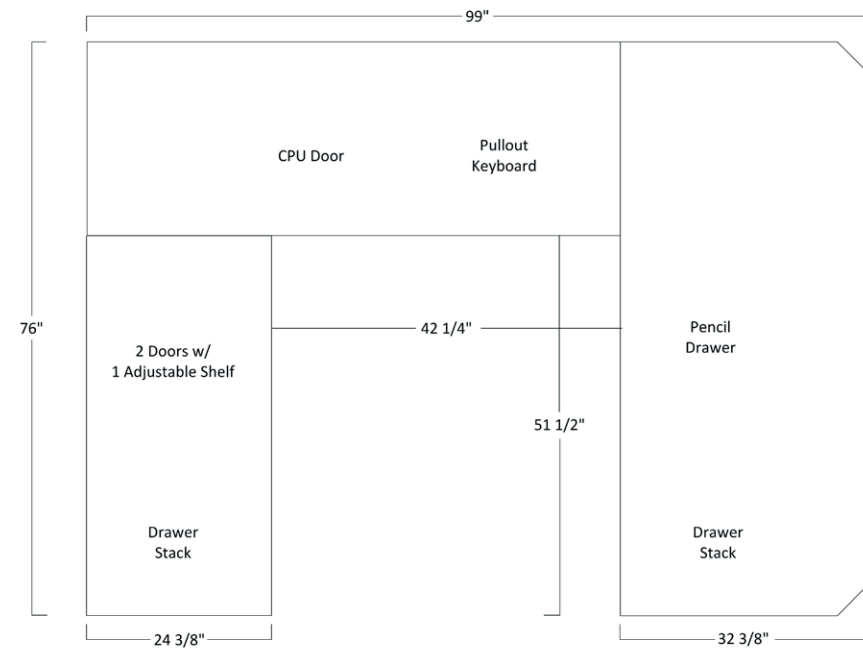 99"
CPU Door
Pullout
Keyboard
76"
42 1/4"
Pencil
Drawer
2 Doors w/
1 Adjustable Shelf
51 1/2"
Drawer
Stack
Drawer
Stack
24 3/8"
32 3/8"